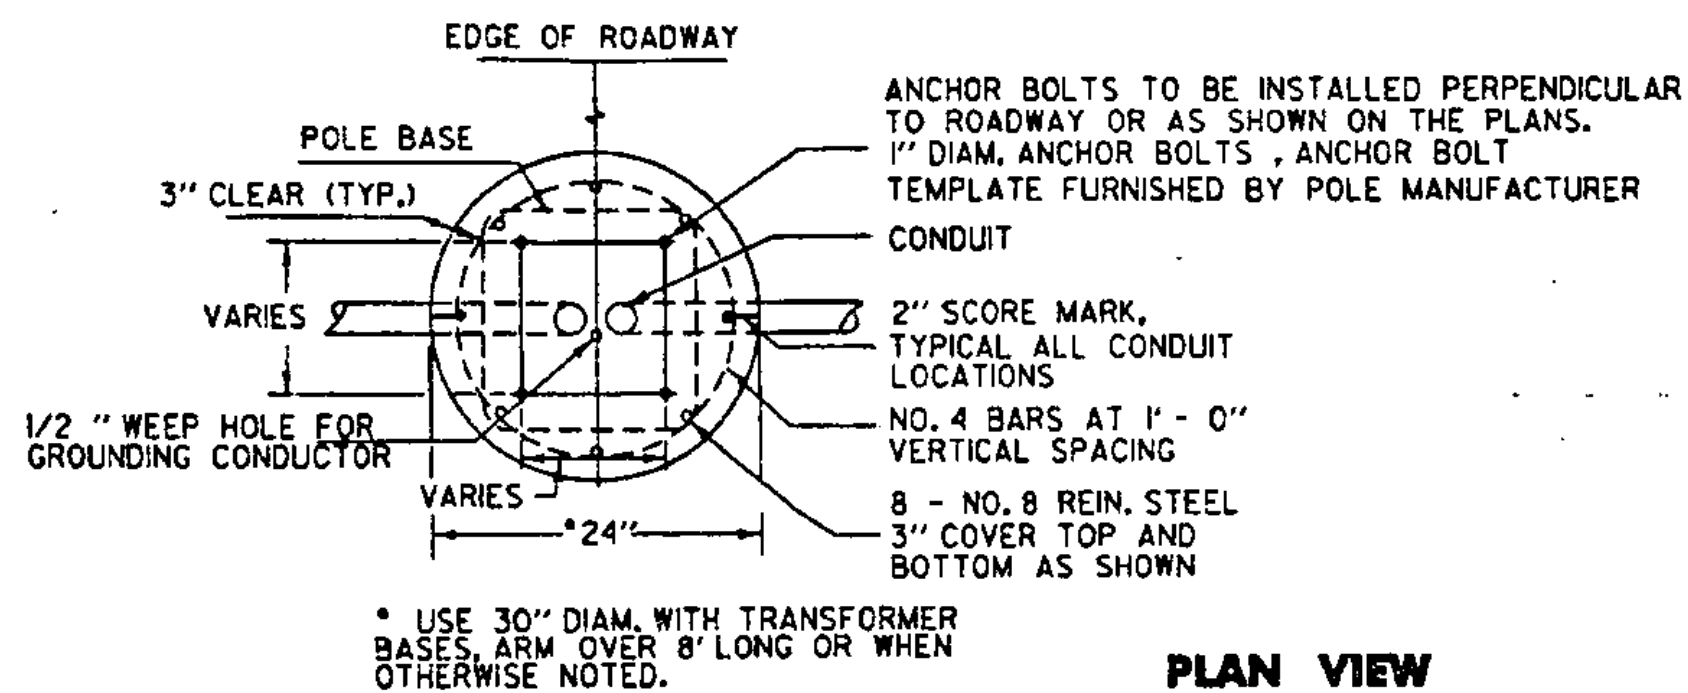 EDGE OF ROADWAY
POLE BASE
3" CLEAR (TYP.)
VARIES
1/2 " WEEP HOLE FOR
GROUNDING CONDUCTOR
VARIES
*24"
ANCHOR BOLTS TO BE INSTALLED PERPENDICULAR
TO ROADWAY OR AS SHOWN ON THE PLANS.
1" DIAM. ANCHOR BOLTS , ANCHOR BOLT
TEMPLATE FURNISHED BY POLE MANUFACTURER
CONDUIT
2" SCORE MARK,
TYPICAL ALL CONDUIT
LOCATIONS
NO. 4 BARS AT 1' - 0"
VERTICAL SPACING
8 - NO. 8 REIN. STEEL
3" COVER TOP AND
BOTTOM AS SHOWN
* USE 30" DIAM. WITH TRANSFORMER
BASES, ARM OVER 8' LONG OR WHEN
OTHERWISE NOTED.
PLAN VIEW